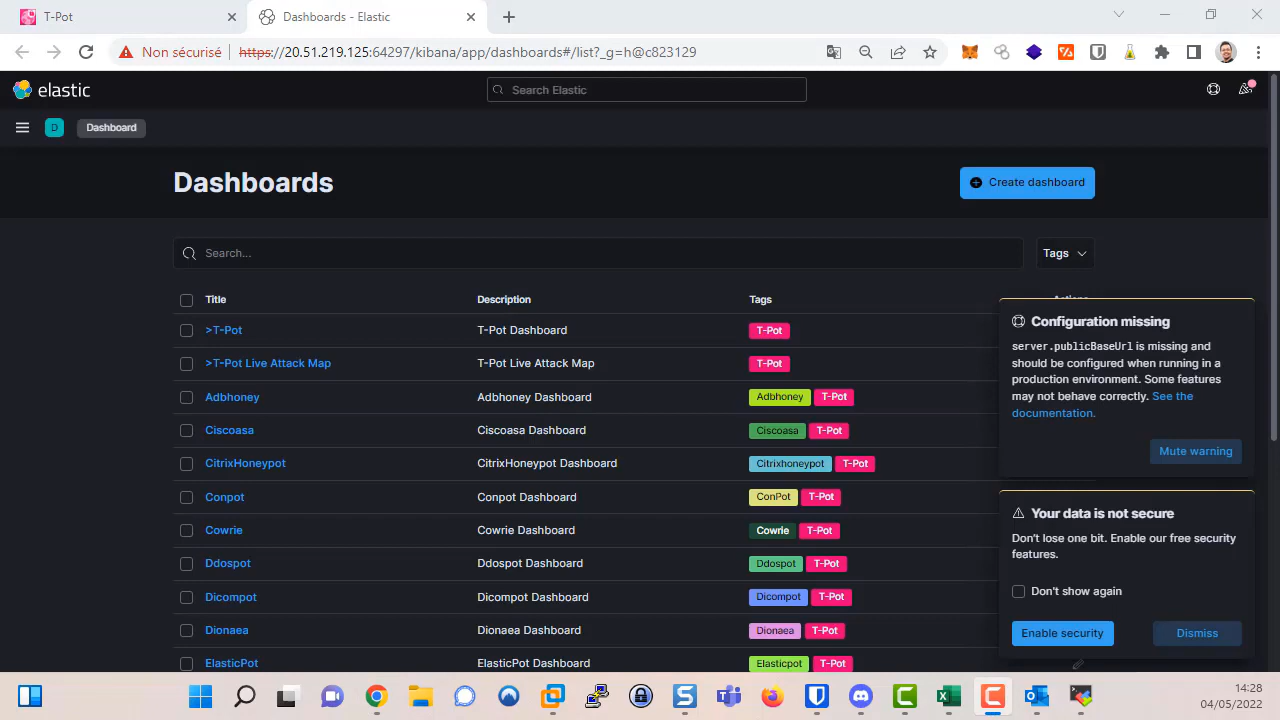 T-Pot
Dashboards - Elastic
Non sécurisé
https://20.51.219.125:64297/kibana/app/dashboards#/list?_g=h@c823129
elastic
Search Elastic
D
Dashboard
Dashboards
Create dashboard
Search...
Tags
Title Description Tags Actions
>T-Pot T-Pot Dashboard T-Pot
>T-Pot Live Attack Map T-Pot Live Attack Map T-Pot
Adbhoney Adbhoney Dashboard Adbhoney T-Pot
Ciscoasa Ciscoasa Dashboard Ciscoasa T-Pot
CitrixHoneypot CitrixHoneypot Dashboard Citrixhoneypot T-Pot
Conpot Conpot Dashboard ConPot T-Pot
Cowrie Cowrie Dashboard Cowrie T-Pot
Ddospot Ddospot Dashboard Ddospot T-Pot
Dicompot Dicompot Dashboard Dicompot T-Pot
Dionaea Dionaea Dashboard Dionaea T-Pot
ElasticPot ElasticPot Dashboard Elasticpot T-Pot
Configuration missing
server.publicBaseUrl is missing and
should be configured when running in a
production environment. Some features
may not behave correctly. See the
documentation.
Mute warning
Your data is not secure
Don't lose one bit. Enable our free security
features.
Don't show again
Enable security
Dismiss
14:28
04/05/2022